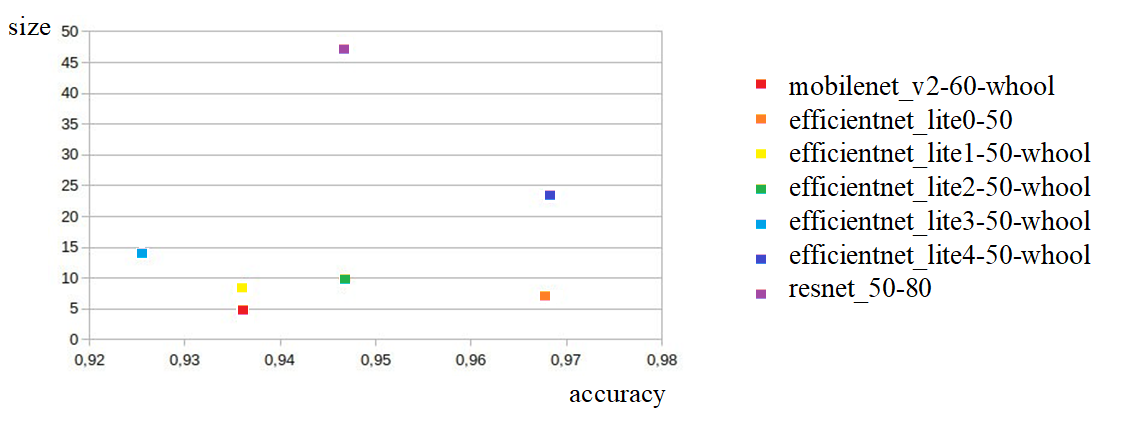 size
50
45
40
35
30
25
20
15
10
5
0
0,92 0,93 0,94 0,95 0,96 0,97 0,98
accuracy
mobilenet_v2-60-whool
efficientnet_lite0-50
efficientnet_lite1-50-whool
efficientnet_lite2-50-whool
efficientnet_lite3-50-whool
efficientnet_lite4-50-whool
resnet_50-80